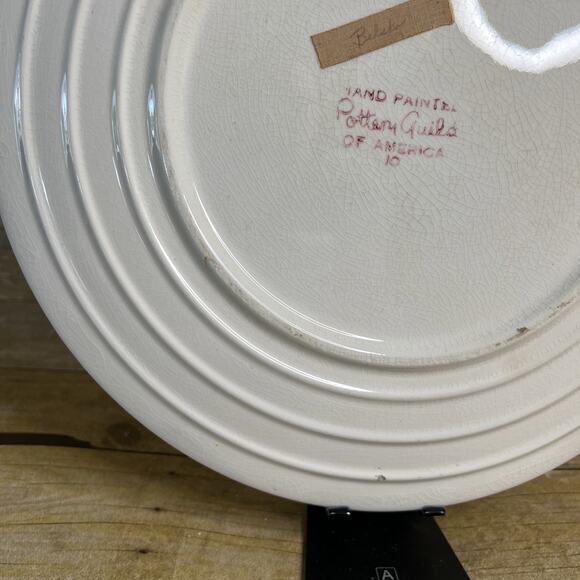 HAND PAINTED
Pottery Guild
OF AMERICA
10
A